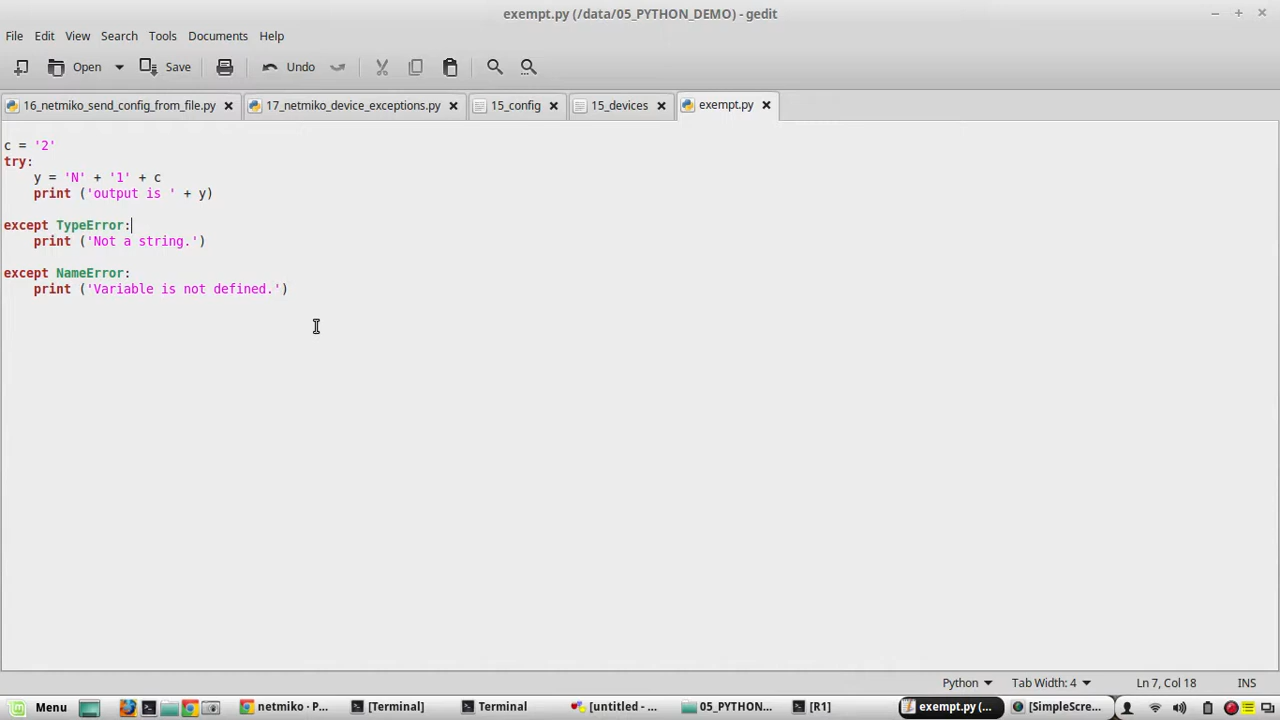 exempt.py (/data/05_PYTHON_DEMO) - gedit
File Edit View Search Tools Documents Help
Open Save Undo
16_netmiko_send_config_from_file.py 17_netmiko_device_exceptions.py 15_config 15_devices exempt.py
c = '2'
try:
y = 'N' + '1' + c
print ('output is ' + y)
except TypeError:
print ('Not a string.')
except NameError:
print ('Variable is not defined.')
Python Tab Width: 4 Ln 7, Col 18 INS
Menu netmiko - P... [Terminal] Terminal [untitled - ... 05_PYTHON... [R1] exempt.py (... [SimpleScre...